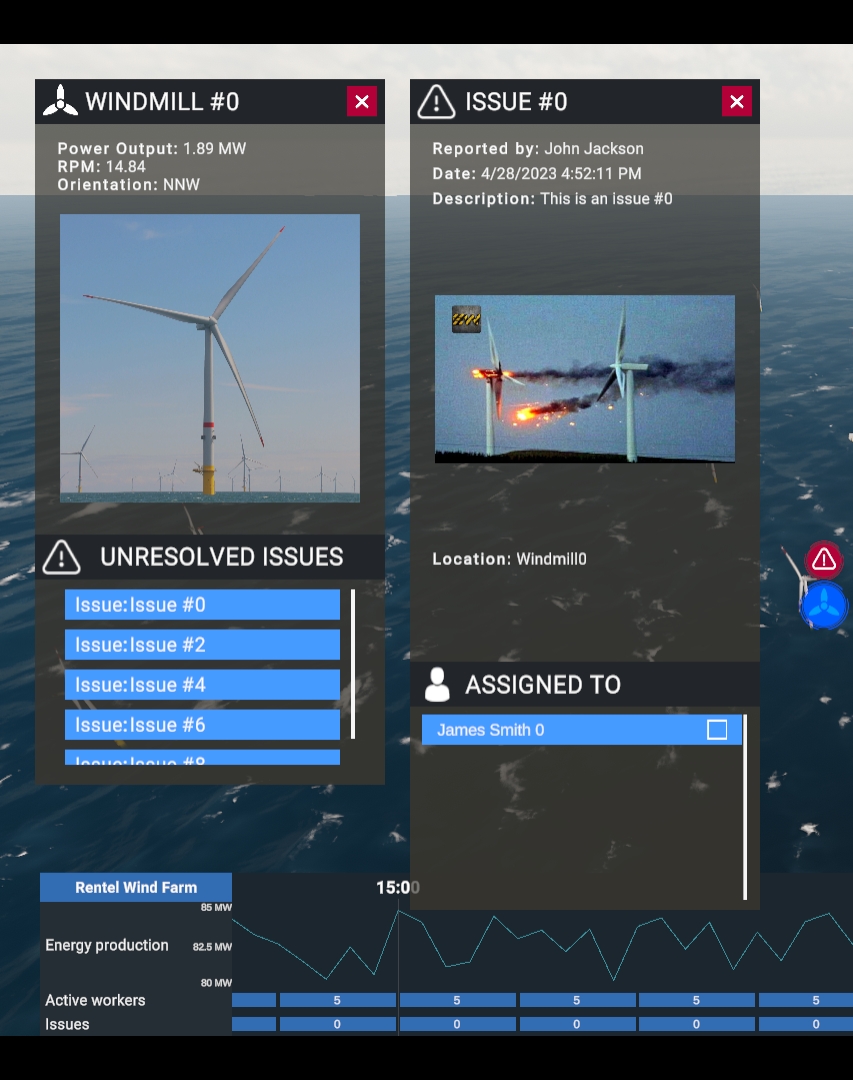 WINDMILL #0
Power Output: 1.89 MW
RPM: 14.84
Orientation: NNW
UNRESOLVED ISSUES
Issue:Issue #0
Issue:Issue #2
Issue:Issue #4
Issue:Issue #6
Issue:Issue #8
ISSUE #0
Reported by: John Jackson
Date: 4/28/2023 4:52:11 PM
Description: This is an issue #0
Location: Windmill0
ASSIGNED TO
James Smith 0
Rentel Wind Farm
15:00
85 MW
Energy production
82.5 MW
80 MW
Active workers
5 5 5 5 5
Issues
0 0 0 0 0